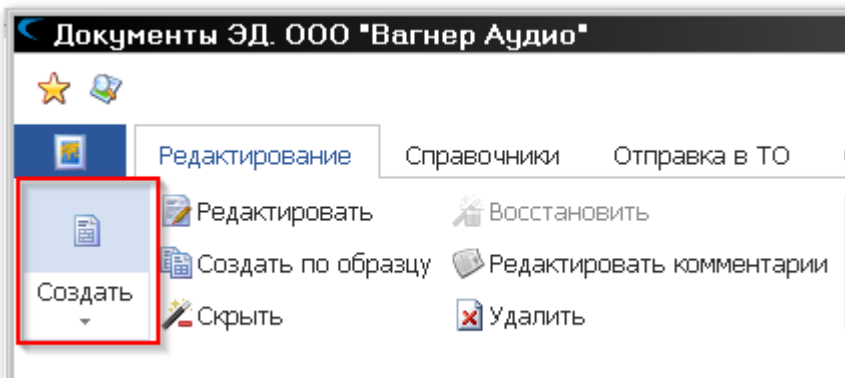 Документы ЭД. ООО "Вагнер Аудио"
Редактирование Справочники Отправка в ТО
Редактировать Восстановить
Создать по образцу Редактировать комментарии
Создать
Скрыть Удалить